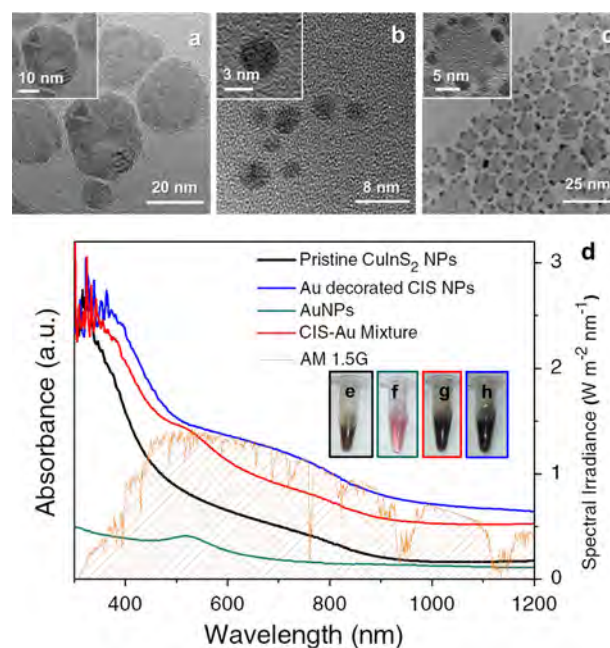 a
10 nm
20 nm
b
3 nm
8 nm
c
5 nm
25 nm
d
Pristine CuInS₂ NPs
Au decorated CIS NPs
AuNPs
CIS-Au Mixture
AM 1.5G
e f g h
Absorbance (a.u.)
3
2
1
0
Spectral Irradiance (W m⁻² nm⁻¹)
400 600 800 1000 1200
Wavelength (nm)